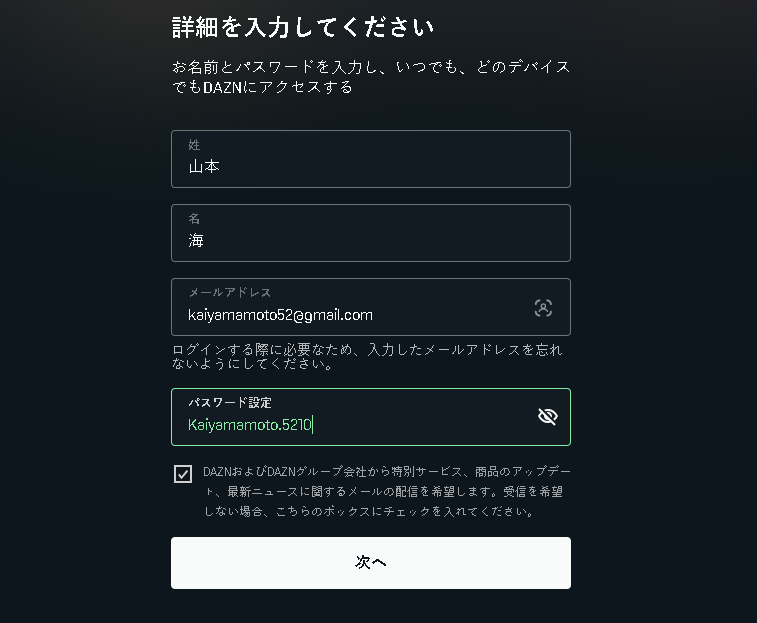 詳細を入力してください
お名前とパスワードを入力し、いつでも、どのデバイス
でもDAZNにアクセスする
姓
山本
名
海
メールアドレス
kaiyamamoto52@gmail.com
ログインする際に必要なため、入力したメールアドレスを忘れ
ないようにしてください。
パスワード設定
Kaiyamamoto.5210
DAZNおよびDAZNグループ会社から特別サービス、商品のアップデー
ト、最新ニュースに関するメールの配信を希望します。受信を希望
しない場合、こちらのボックスにチェックを入れてください。
次へ